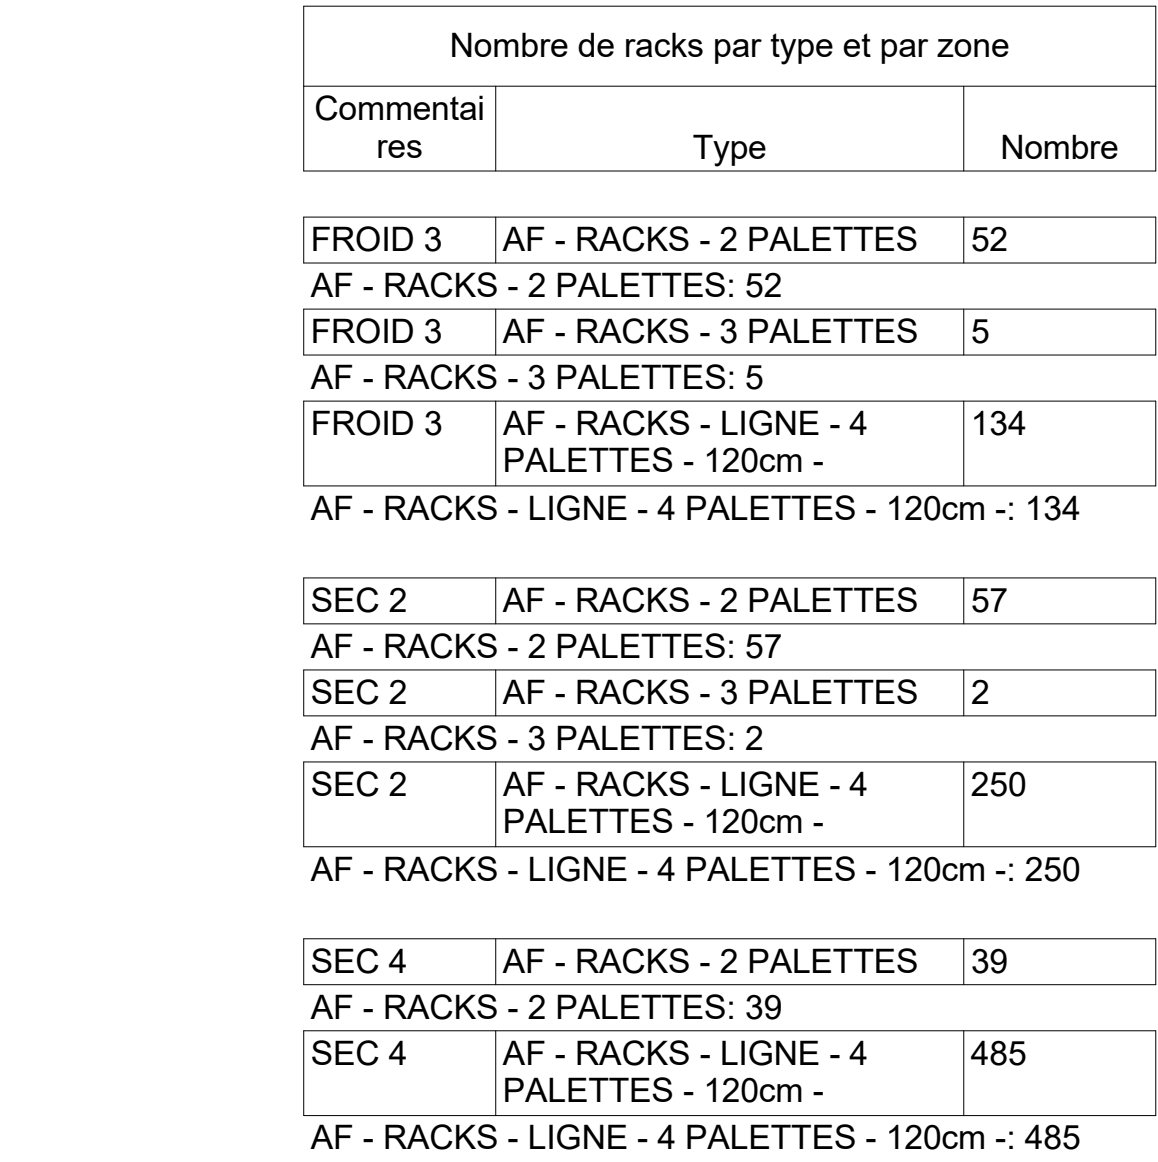 Nombre de racks par type et par zone
Commentai
res
Type
Nombre
FROID 3 AF - RACKS - 2 PALETTES 52
AF - RACKS - 2 PALETTES: 52
FROID 3 AF - RACKS - 3 PALETTES 5
AF - RACKS - 3 PALETTES: 5
FROID 3 AF - RACKS - LIGNE - 4 134
PALETTES - 120cm -
AF - RACKS - LIGNE - 4 PALETTES - 120cm -: 134
SEC 2 AF - RACKS - 2 PALETTES 57
AF - RACKS - 2 PALETTES: 57
SEC 2 AF - RACKS - 3 PALETTES 2
AF - RACKS - 3 PALETTES: 2
SEC 2 AF - RACKS - LIGNE - 4 250
PALETTES - 120cm -
AF - RACKS - LIGNE - 4 PALETTES - 120cm -: 250
SEC 4 AF - RACKS - 2 PALETTES 39
AF - RACKS - 2 PALETTES: 39
SEC 4 AF - RACKS - LIGNE - 4 485
PALETTES - 120cm -
AF - RACKS - LIGNE - 4 PALETTES - 120cm -: 485